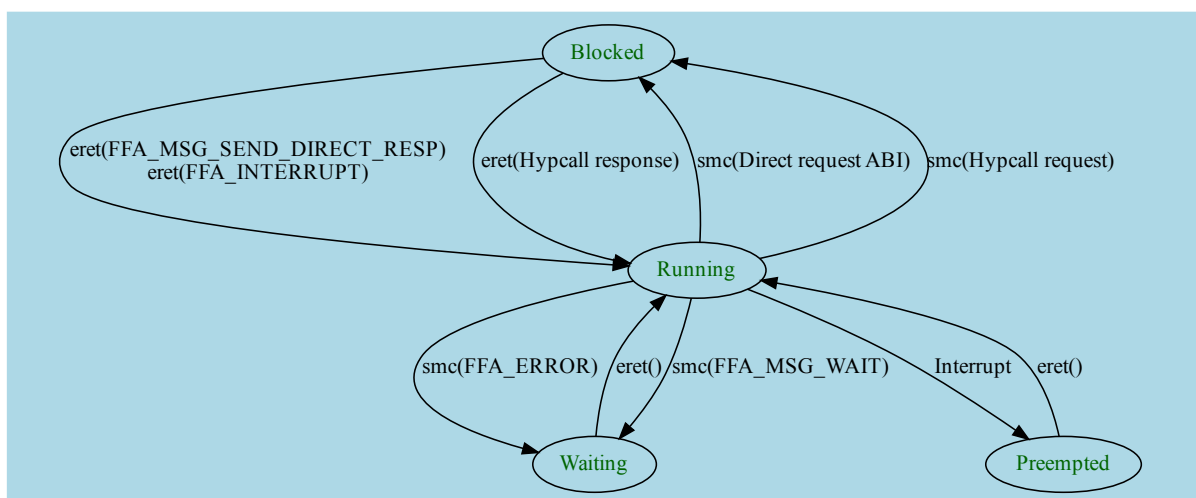 Blocked
eret(FFA_MSG_SEND_DIRECT_RESP)
eret(FFA_INTERRUPT)
eret(Hypcall response)
smc(Direct request ABI)
smc(Hypcall request)
Running
smc(FFA_ERROR)
eret()
smc(FFA_MSG_WAIT)
Interrupt
eret()
Waiting
Preempted